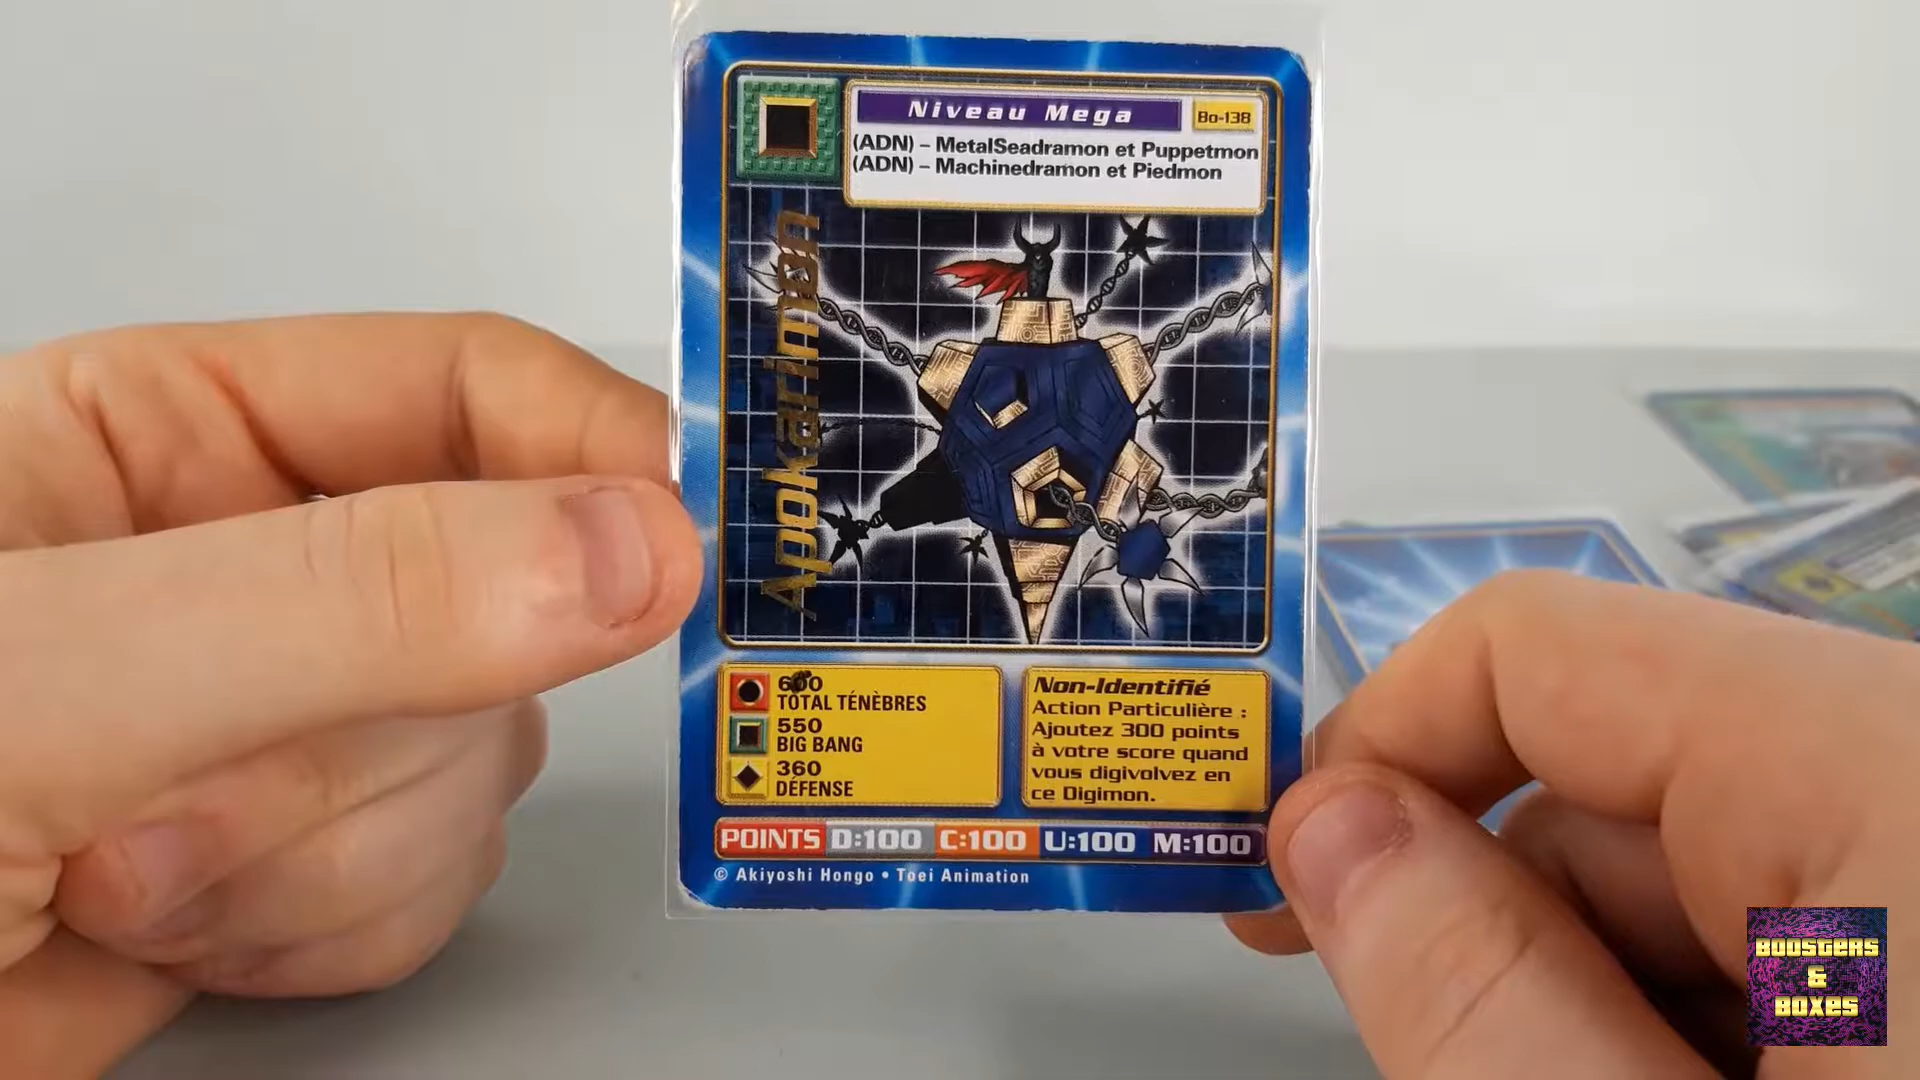 Niveau Mega
Bo-138
(ADN) – MetalSeadramon et Puppetmon
(ADN) – Machinedramon et Piedmon
Apokarimon
600
TOTAL TÉNÈBRES
550
BIG BANG
360
DÉFENSE
Non-Identifié
Action Particulière :
Ajoutez 300 points
à votre score quand
vous digivolvez en
ce Digimon.
POINTS D:100 C:100 U:100 M:100
© Akiyoshi Hongo • Toei Animation
BOOSTERS
&
BOXES